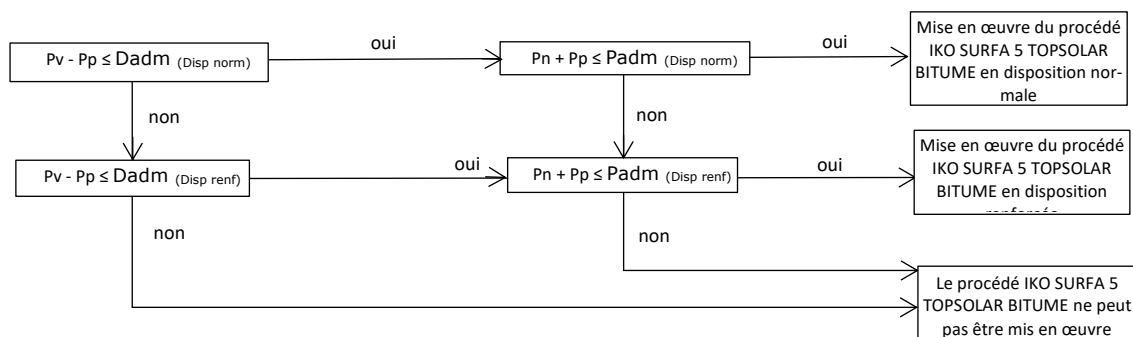 Pv - Pp ≤ Dadm (Disp norm)
oui
Pn + Pp ≤ Padm (Disp norm)
oui
Mise en œuvre du procédé
IKO SURFA 5 TOPSOLAR
BITUME en disposition nor-
male
non
non
Pv - Pp ≤ Dadm (Disp renf)
oui
Pn + Pp ≤ Padm (Disp renf)
oui
Mise en œuvre du procédé
IKO SURFA 5 TOPSOLAR
BITUME en disposition
non
non
Le procédé IKO SURFA 5
TOPSOLAR BITUME ne peut
pas être mis en œuvre